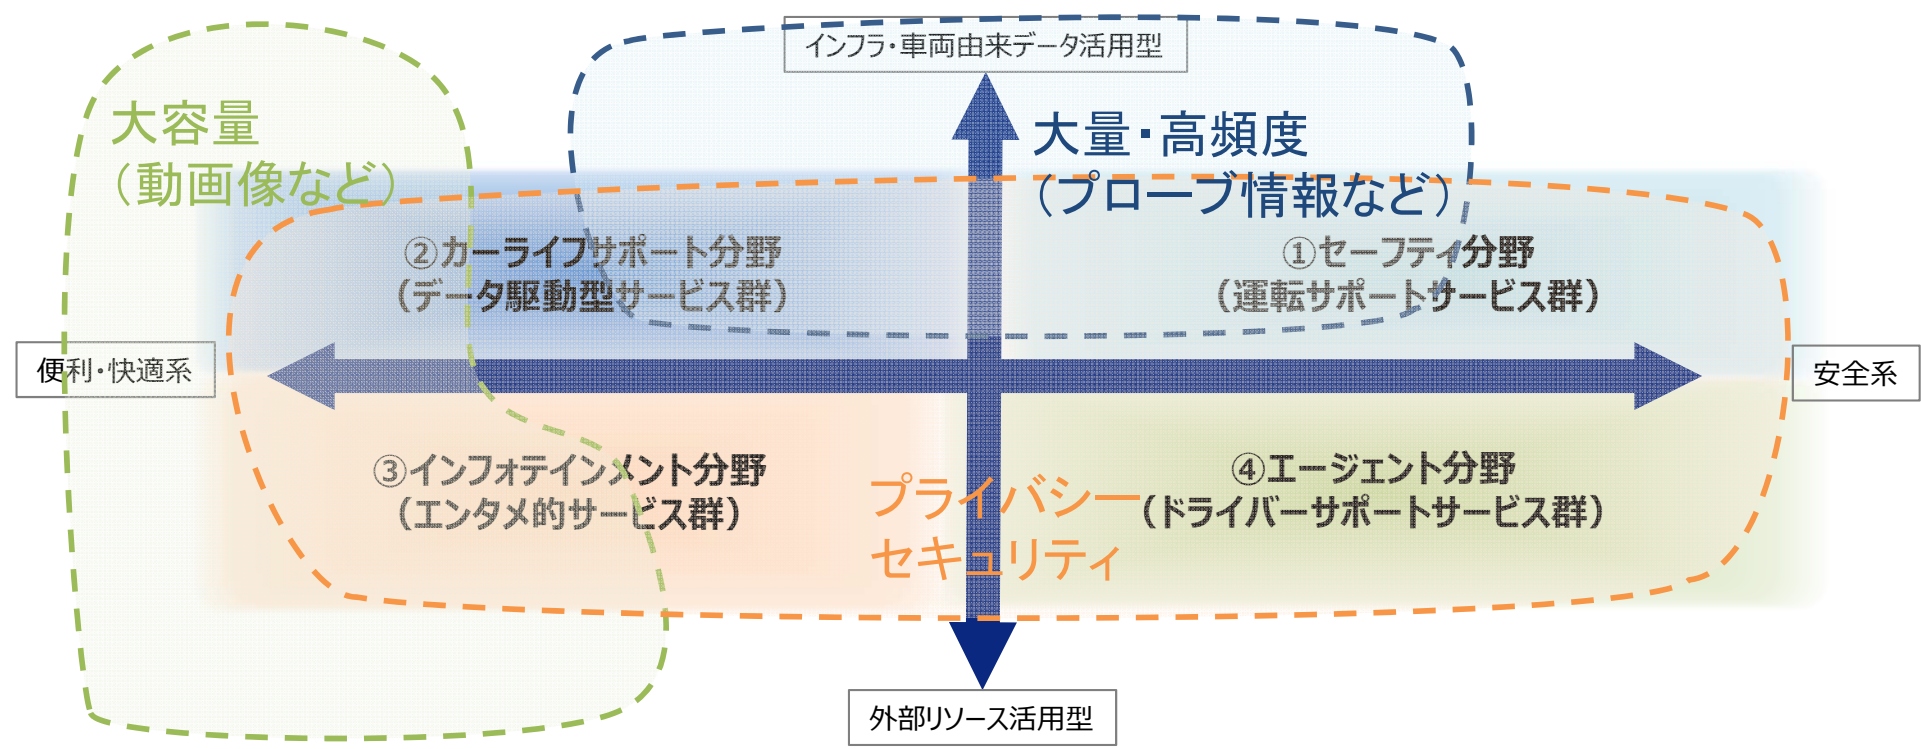 インフラ・車両由来データ活用型
大容量
（動画像など）
大量・高頻度
（プローブ情報など）
②カーライフサポート分野
（データ駆動型サービス群）
①セーフティ分野
（運転サポートサービス群）
便利・快適系
安全系
③インフォテインメント分野
（エンタメ的サービス群）
プライバシー
セキュリティ
④エージェント分野
（ドライバーサポートサービス群）
外部リソース活用型